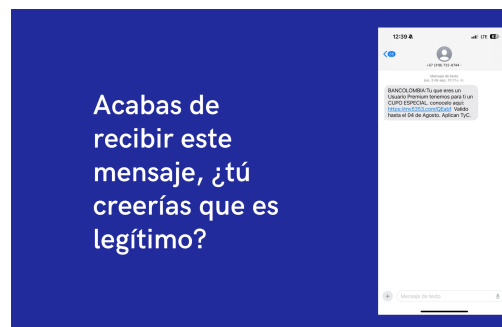 Acabas de
recibir este
mensaje, ¿tú
creerías que es
legítimo?
12:39
LTE
Mensaje de texto
BANCOLOMBIA:Tu que eres un
Usuario Premium tenemos para ti un
CUPO ESPECIAL, conocelo aqui:
Valido
hasta el 04 de Agosto. Aplican TyC.
Mensaje de texto